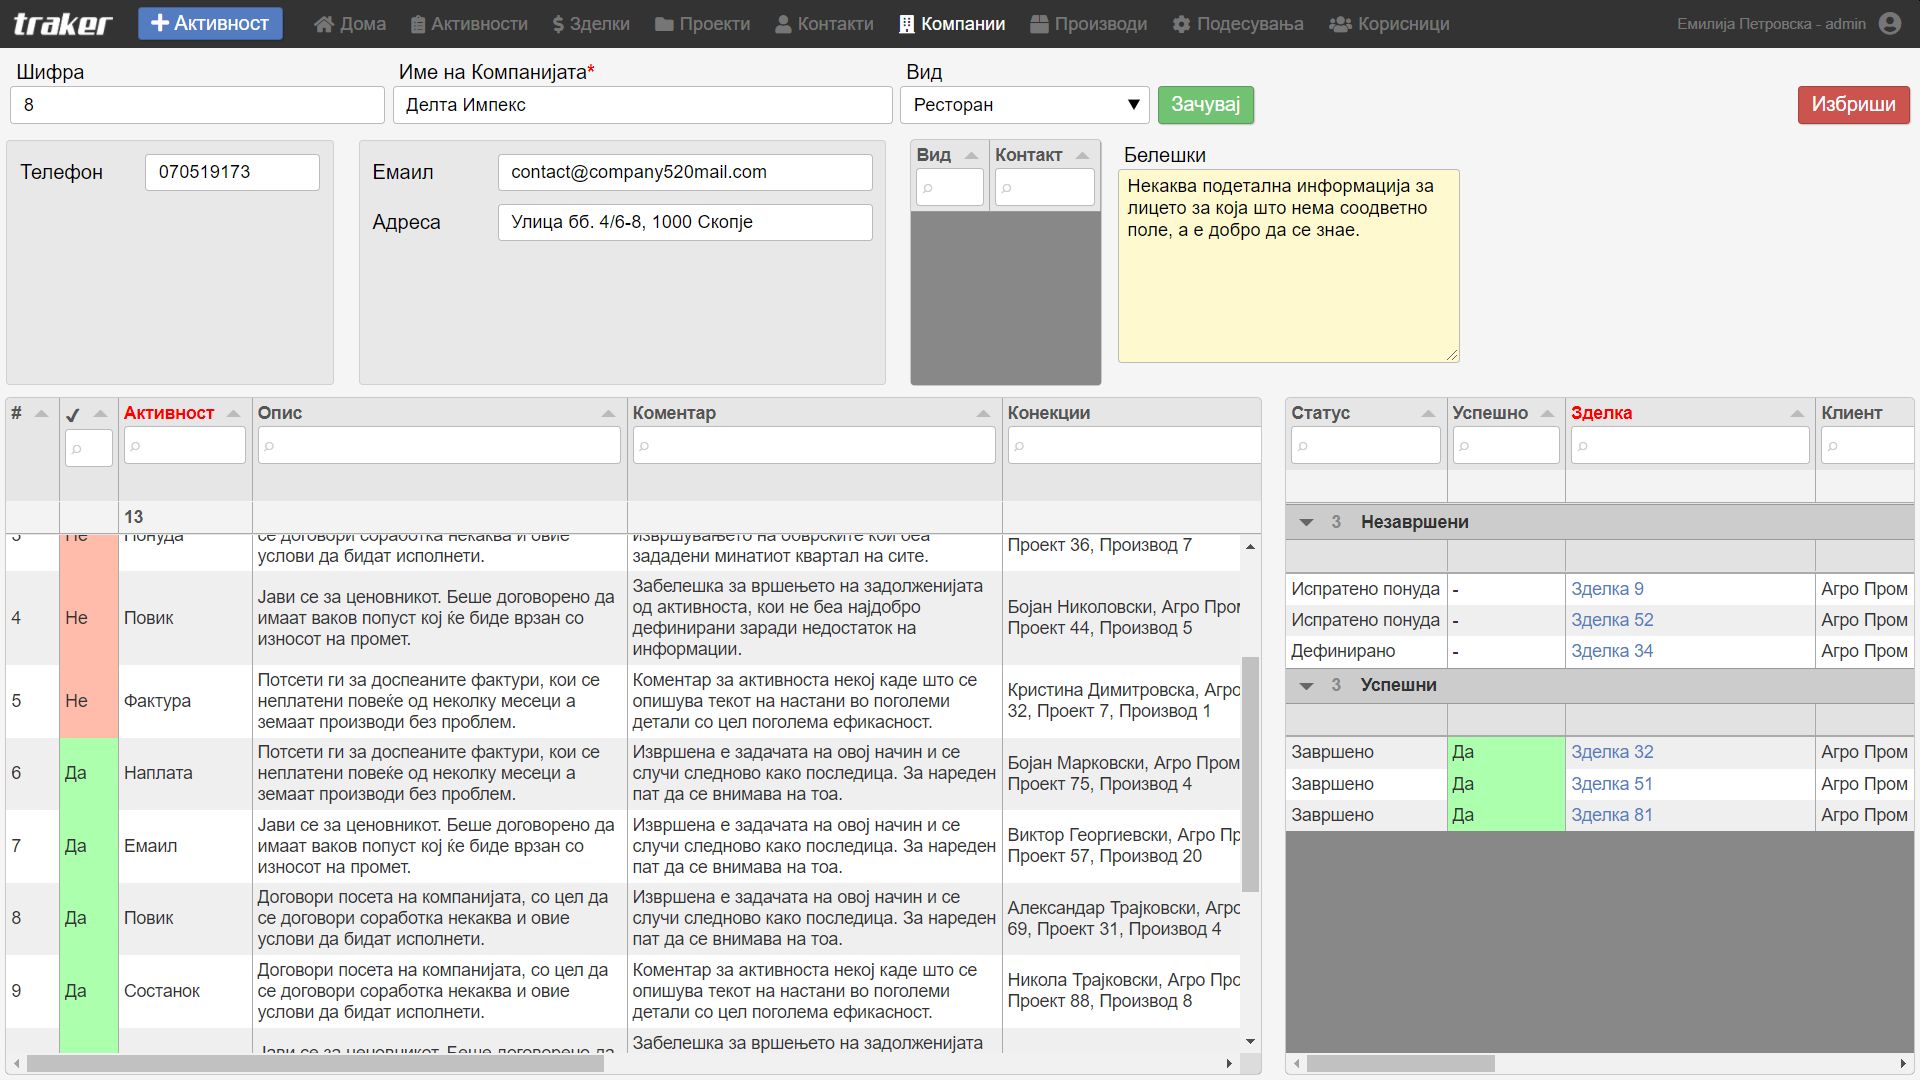 traker
Активност
Дома
Активности
Зделки
Проекти
Контакти
Компании
Производи
Подесувања
Корисници
Емилија Петровска - admin
Шифра
Име на Компанијата*
Вид
8
Делта Импекс
Ресторан
Зачувај
Избриши
Телефон
070519173
Емаил
contact@company520mail.com
Адреса
Улица бб. 4/6-8, 1000 Скопје
Вид
Контакт
Белешки
Некаква подетална информација за
лицето за која што нема соодветно
поле, а е добро да се знае.
#
Активност
Опис
Коментар
Конекции
13
3
Не
Понуда
се договори соработка некаква и овие
услови да бидат исполнети.
извршувањето на обврските кои беа
зададени минатиот квартал на сите.
Проект 36, Производ 7
4
Не
Повик
Јави се за ценовникот. Беше договорено да
имаат ваков попуст кој ќе биде врзан со
износот на промет.
Забелешка за вршењето на задолженијата
од активноста, кои не беа најдобро
дефинирани заради недостаток на
информации.
Бојан Николовски, Агро Пром
Проект 44, Производ 5
5
Не
Фактура
Потсети ги за доспеаните фактури, кои се
неплатени повеќе од неколку месеци а
земаат производи без проблем.
Коментар за активноста некој каде што се
опишува текот на настани во поголеми
детали со цел поголема ефикасност.
Кристина Димитровска, Агро
32, Проект 7, Производ 1
6
Да
Наплата
Потсети ги за доспеаните фактури, кои се
неплатени повеќе од неколку месеци а
земаат производи без проблем.
Извршена е задачата на овој начин и се
случи следново како последица. За нареден
пат да се внимава на тоа.
Бојан Марковски, Агро Пром
Проект 75, Производ 4
7
Да
Емаил
Јави се за ценовникот. Беше договорено да
имаат ваков попуст кој ќе биде врзан со
износот на промет.
Извршена е задачата на овој начин и се
случи следново како последица. За нареден
пат да се внимава на тоа.
Виктор Георгиевски, Агро Пр
Проект 57, Производ 20
8
Да
Повик
Договори посета на компанијата, со цел да
се договори соработка некаква и овие
услови да бидат исполнети.
Извршена е задачата на овој начин и се
случи следново како последица. За нареден
пат да се внимава на тоа.
Александар Трајковски, Агро
69, Проект 31, Производ 4
9
Да
Состанок
Договори посета на компанијата, со цел да
се договори соработка некаква и овие
услови да бидат исполнети.
Коментар за активноста некој каде што се
опишува текот на настани во поголеми
детали со цел поголема ефикасност.
Никола Трајковски, Агро Про
Проект 88, Производ 8
Јави се за ценовникот. Беше договорено да
Забелешка за вршењето на задолженијата
Статус
Успешно
Зделка
Клиент
3 Незавршени
Испратено понуда - Зделка 9 Агро Пром
Испратено понуда - Зделка 52 Агро Пром
Дефинирано - Зделка 34 Агро Пром
3 Успешни
Завршено Да Зделка 32 Агро Пром
Завршено Да Зделка 51 Агро Пром
Завршено Да Зделка 81 Агро Пром